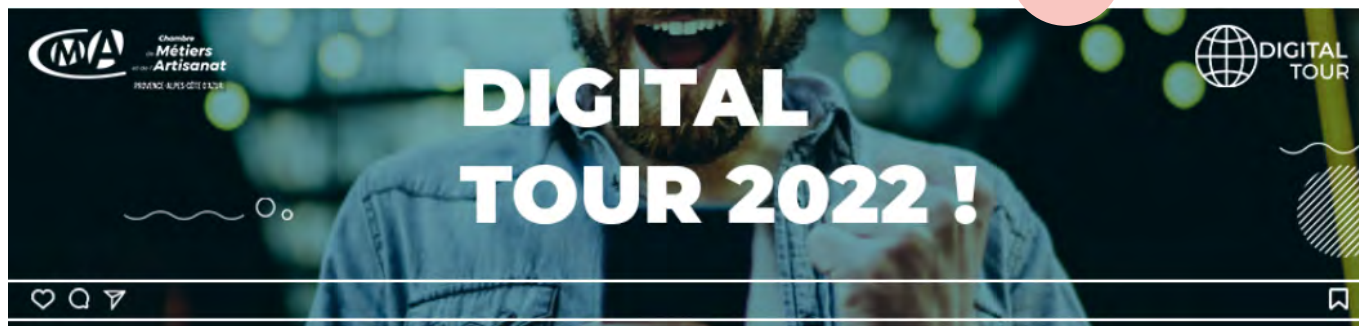 CMA
Chambre
de Métiers
et de l'Artisanat
PROVENCE-ALPES-CÔTE D'AZUR
DIGITAL
TOUR
DIGITAL
TOUR 2022 !